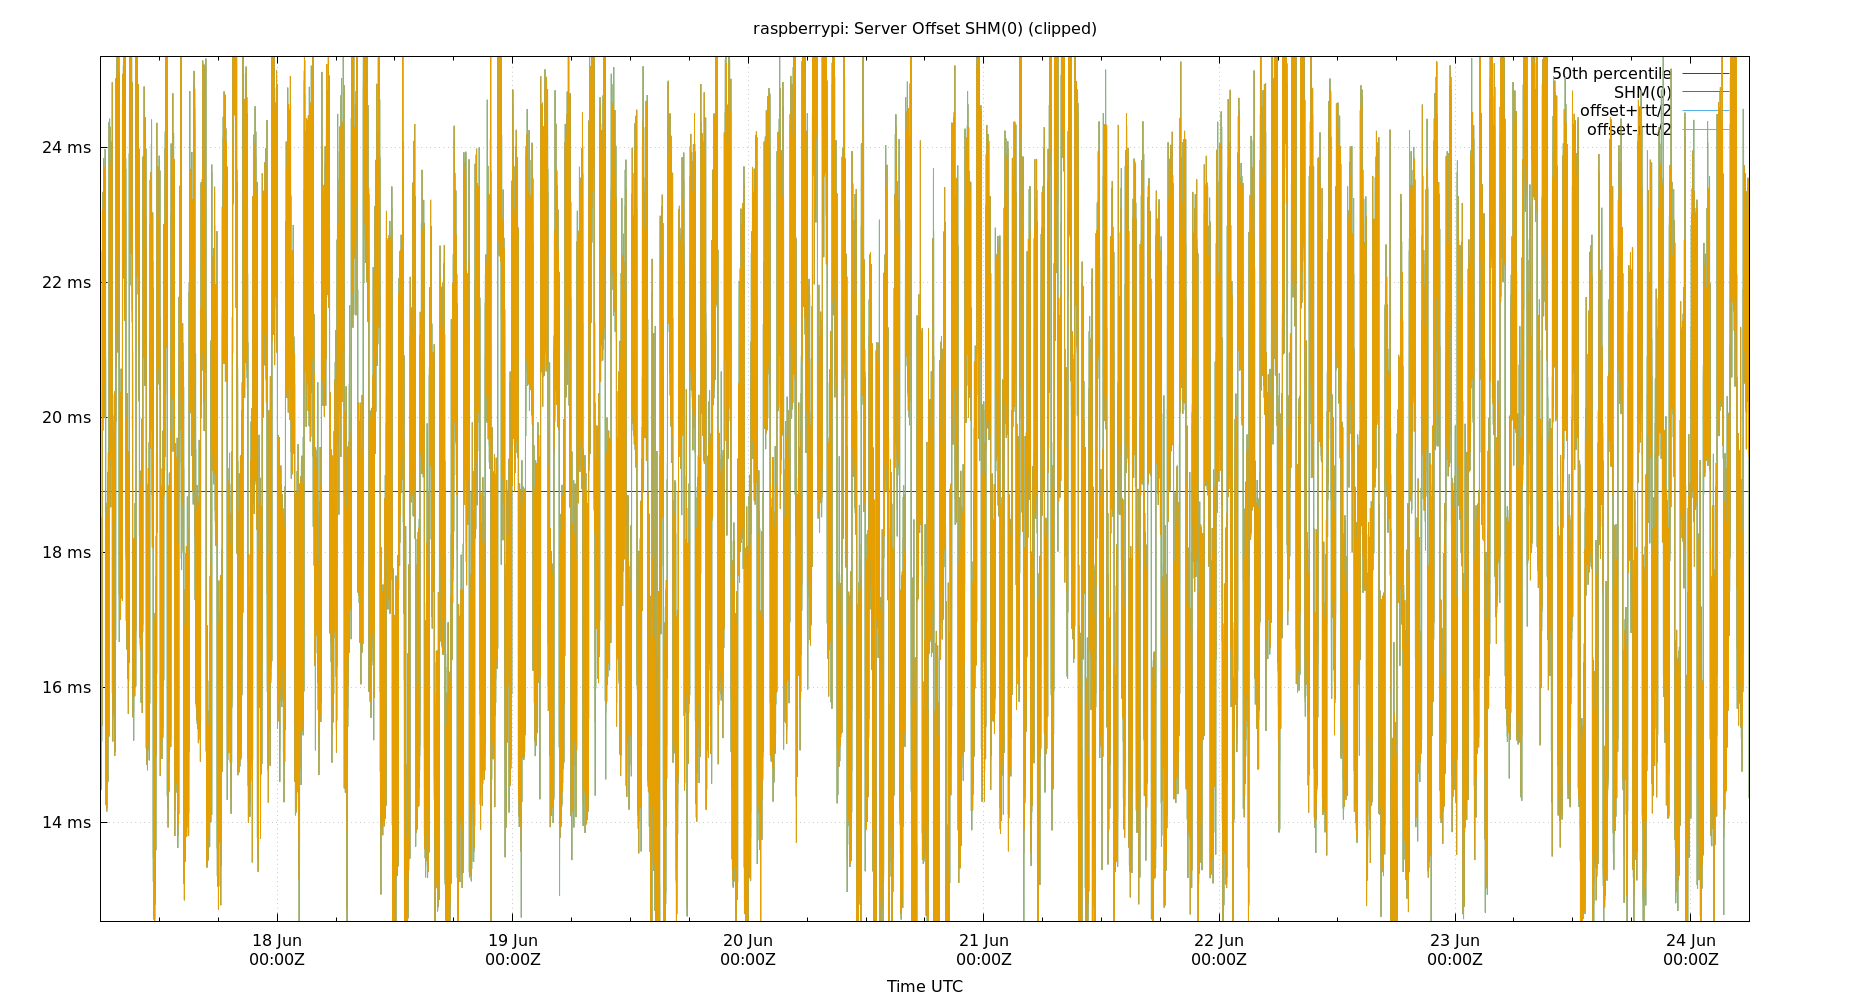 raspberrypi: Server Offset SHM(0) (clipped)
50th percentile
SHM(0)
offset+rtt/2
offset-rtt/2
24 ms
22 ms
20 ms
18 ms
16 ms
14 ms
18 Jun 19 Jun 20 Jun 21 Jun 22 Jun 23 Jun 24 Jun
00:00Z 00:00Z 00:00Z 00:00Z 00:00Z 00:00Z 00:00Z
Time UTC